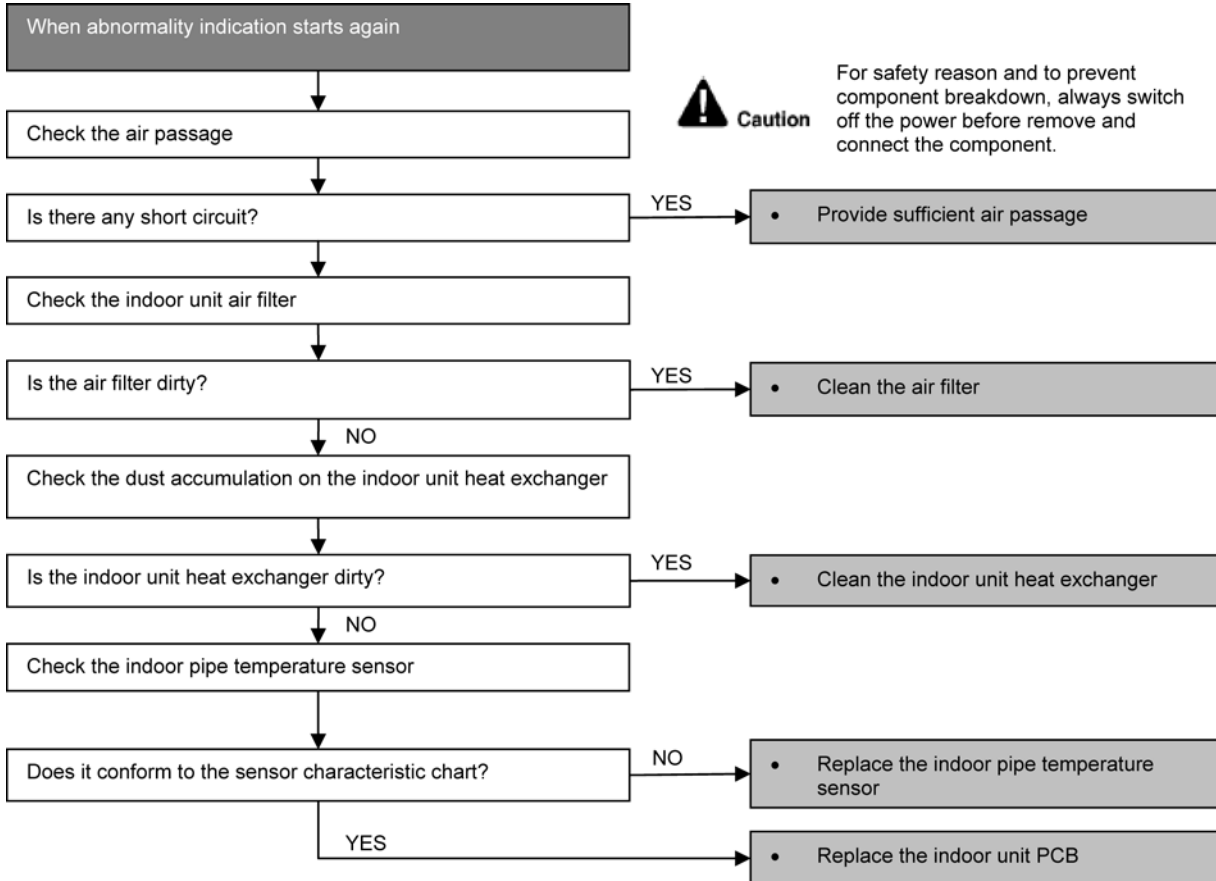 When abnormality indication starts again
For safety reason and to prevent
component breakdown, always switch
off the power before remove and
connect the component.
Caution
Check the air passage
Is there any short circuit?
YES
• Provide sufficient air passage
Check the indoor unit air filter
Is the air filter dirty?
YES
• Clean the air filter
NO
Check the dust accumulation on the indoor unit heat exchanger
Is the indoor unit heat exchanger dirty?
YES
• Clean the indoor unit heat exchanger
NO
Check the indoor pipe temperature sensor
Does it conform to the sensor characteristic chart?
NO
• Replace the indoor pipe temperature
sensor
YES
• Replace the indoor unit PCB